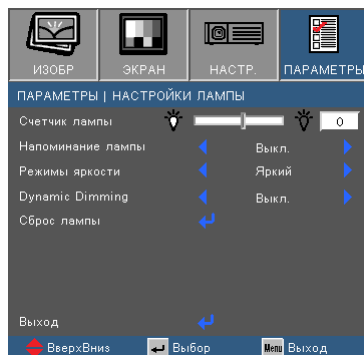 ИЗОБР ЭКРАН НАСТР. ПАРАМЕТРЫ
ПАРАМЕТРЫ | НАСТРОЙКИ ЛАМПЫ
Счетчик лампы 0
Напоминание лампы Выкл.
Режимы яркости Яркий
Dynamic Dimming Выкл.
Сброс лампы
Выход
ВверхВниз Выбор Menu Выход